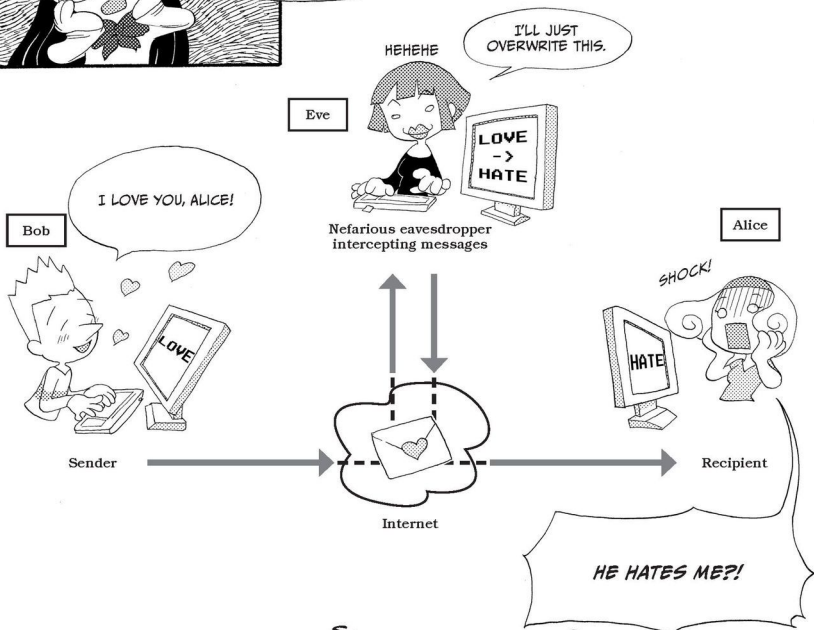 I'LL JUST
OVERWRITE THIS.
HEHEHE
Eve
LOVE
->
HATE
I LOVE YOU, ALICE!
Nefarious eavesdropper
intercepting messages
Bob
Alice
SHOCK!
LOVE
HATE
Sender
Recipient
Internet
HE HATES ME?!